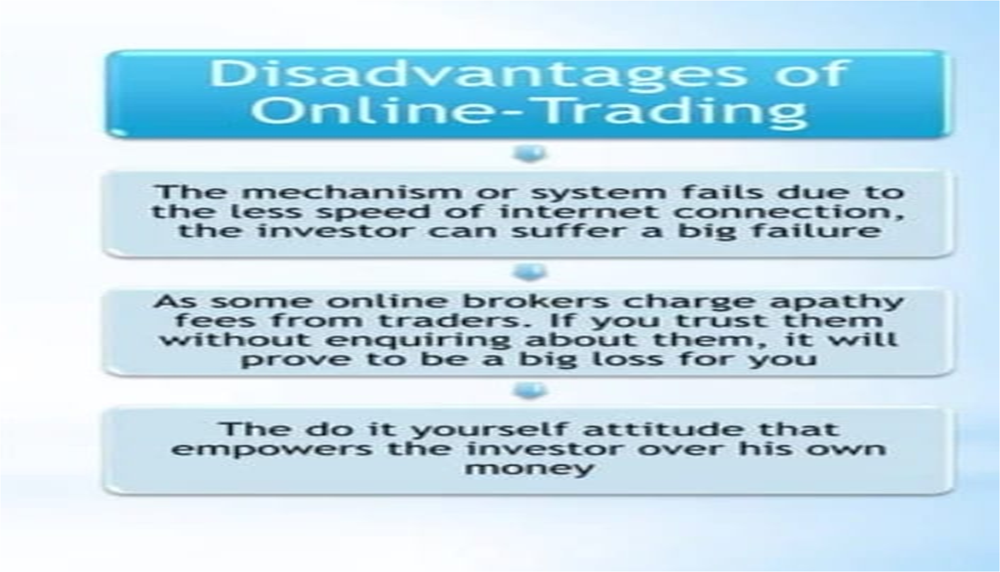 Disadvantages of
Online-Trading
The mechanism or system fails due to
the less speed of internet connection,
the investor can suffer a big failure
As some online brokers charge apathy
fees from traders. If you trust them
without enquiring about them, it will
prove to be a big loss for you
The do it yourself attitude that
empowers the investor over his own
money